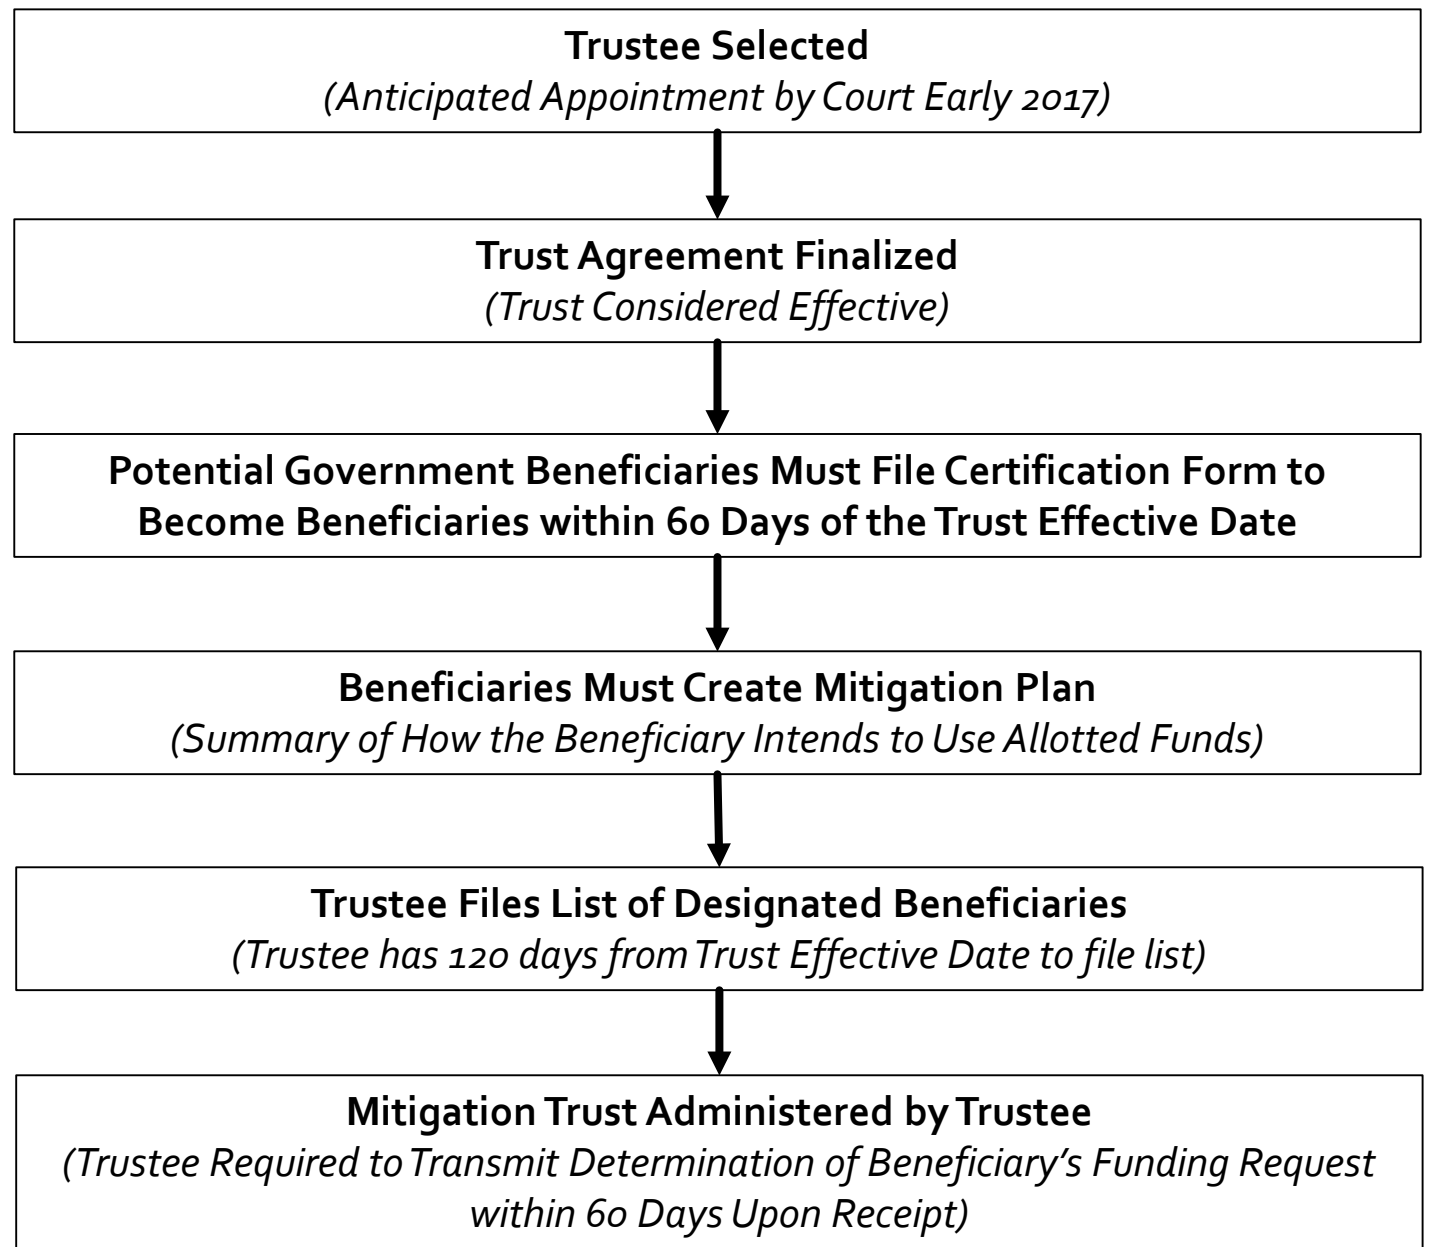 Trustee Selected
(Anticipated Appointment by Court Early 2017)
Trust Agreement Finalized
(Trust Considered Effective)
Potential Government Beneficiaries Must File Certification Form to
Become Beneficiaries within 60 Days of the Trust Effective Date
Beneficiaries Must Create Mitigation Plan
(Summary of How the Beneficiary Intends to Use Allotted Funds)
Trustee Files List of Designated Beneficiaries
(Trustee has 120 days from Trust Effective Date to file list)
Mitigation Trust Administered by Trustee
(Trustee Required to Transmit Determination of Beneficiary’s Funding Request
within 60 Days Upon Receipt)